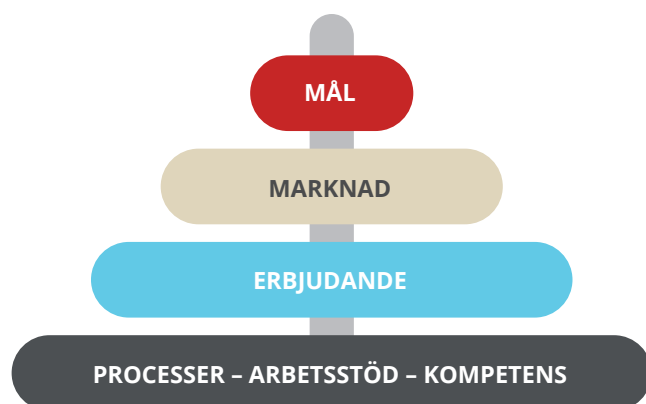 MÅL
MARKNAD
ERBJUDANDE
PROCESSER – ARBETSSTÖD – KOMPETENS